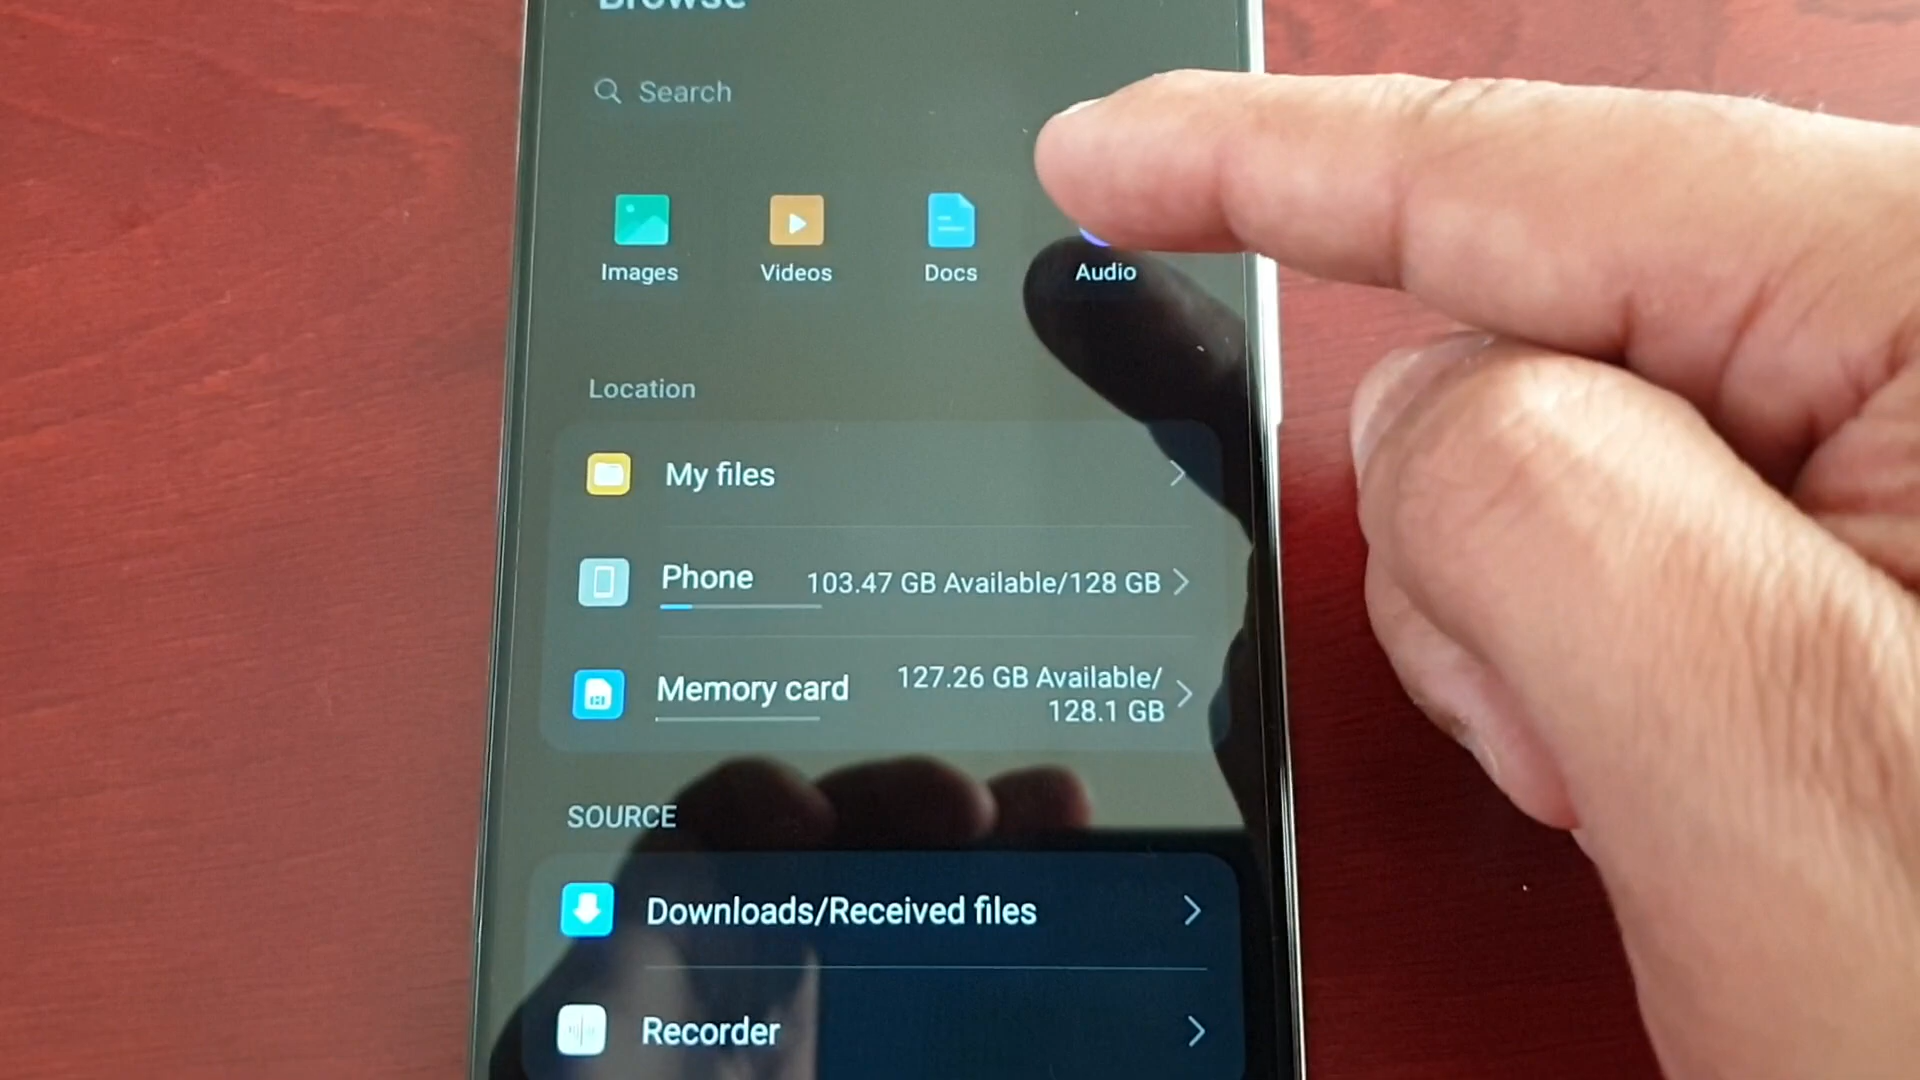 Browse
Search
Images Videos Docs Audio
Location
My files
Phone 103.47 GB Available/128 GB
Memory card 127.26 GB Available/
128.1 GB
SOURCE
Downloads/Received files
Recorder